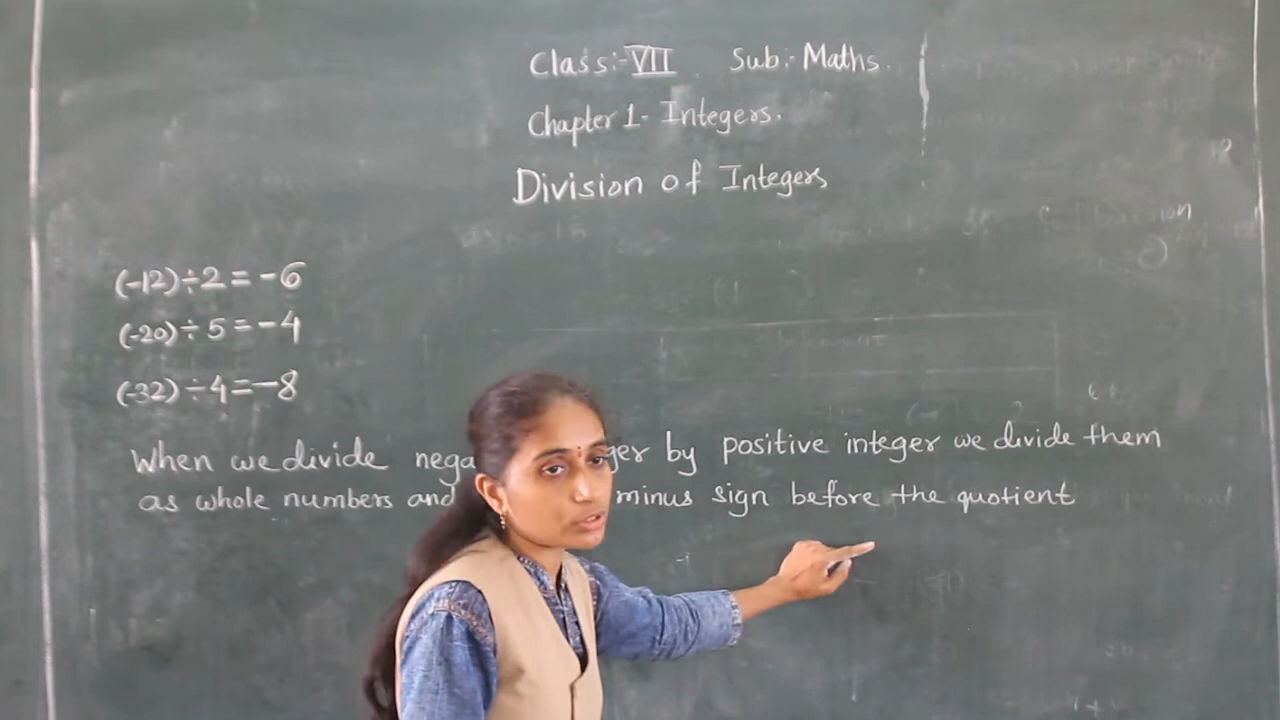 Class:- VII Sub:- Maths.
Chapter 1- Integers.
Division of Integers
(-12)÷2=-6
(-20)÷5=-4
(-32)÷4=-8
When we divide nega ger by positive integer we divide them
as whole numbers and minus sign before the quotient